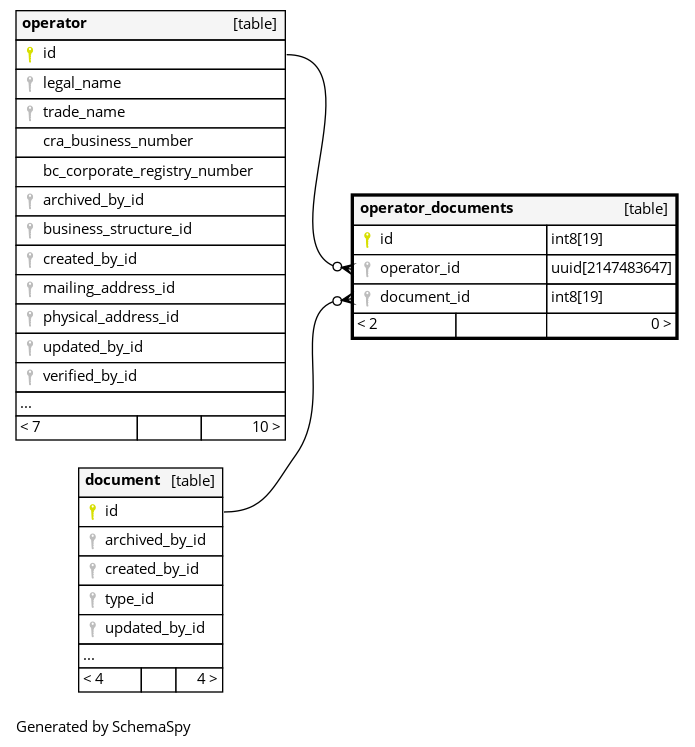 operator [table]
id
legal_name
trade_name
cra_business_number
bc_corporate_registry_number
archived_by_id
business_structure_id
created_by_id
mailing_address_id
physical_address_id
updated_by_id
verified_by_id
...
< 7 10 >
operator_documents [table]
id int8[19]
operator_id uuid[2147483647]
document_id int8[19]
< 2 0 >
document [table]
id
archived_by_id
created_by_id
type_id
updated_by_id
...
< 4 4 >
Generated by SchemaSpy